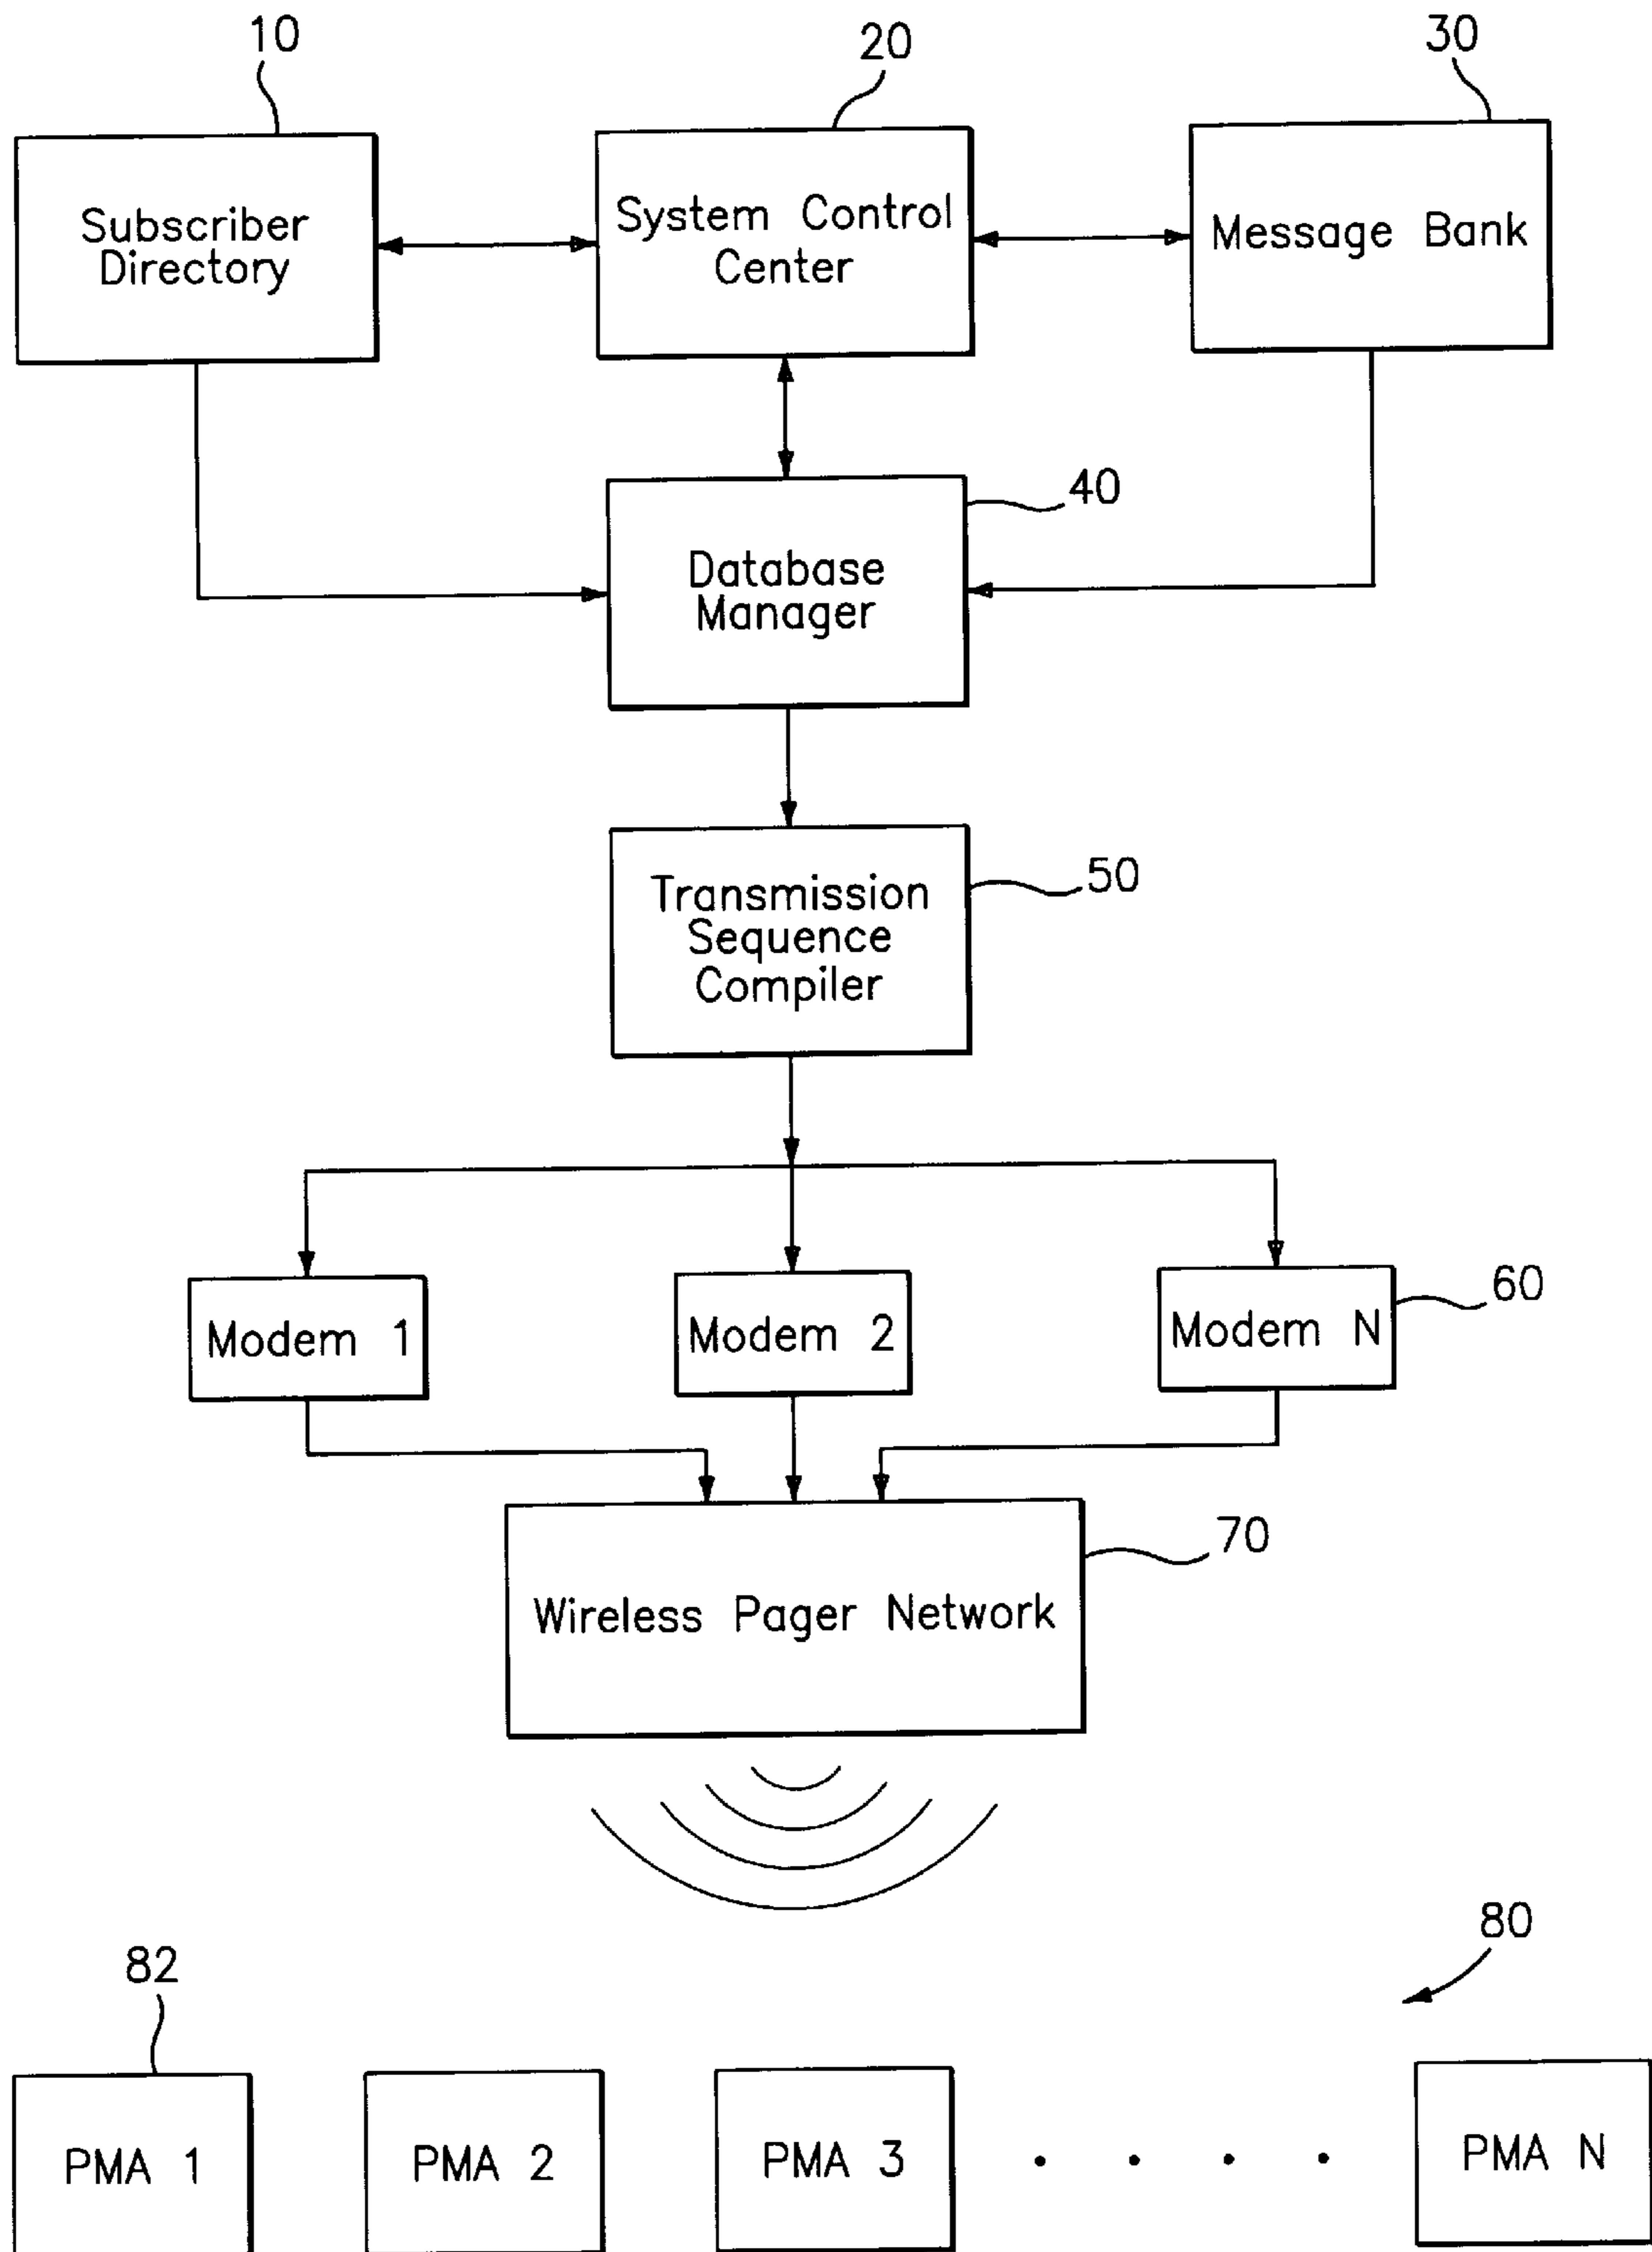 10
20
30
Subscriber
Directory
System Control
Center
Message Bank
40
Database
Manager
50
Transmission
Sequence
Compiler
60
Modem 1
Modem 2
Modem N
70
Wireless Pager Network
80
82
PMA 1
PMA 2
PMA 3
. . . .
PMA N